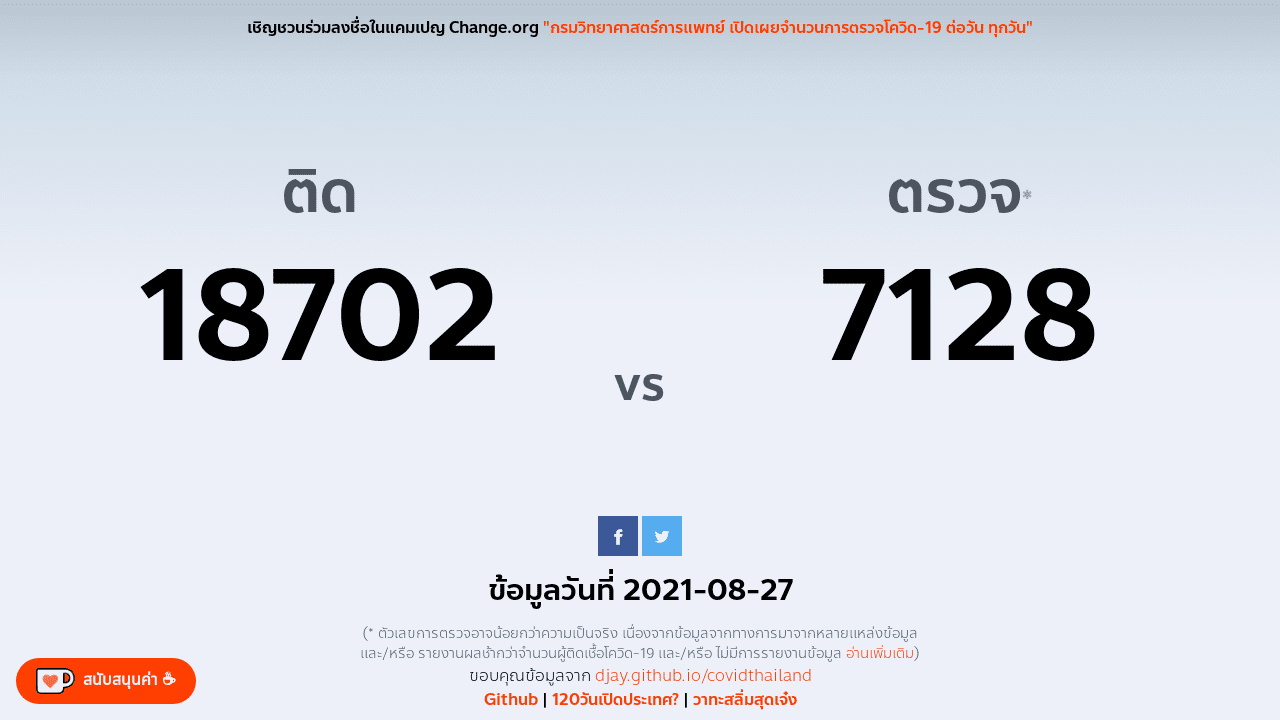 เชิญชวนร่วมลงชื่อในแคมเปญ Change.org "กรมวิทยาศาสตร์การแพทย์ เปิดเผยจำนวนการตรวจโควิด-19 ต่อวัน ทุกวัน"
ติด
18702
vs
ตรวจ*
7128
ข้อมูลวันที่ 2021-08-27
(* ตัวเลขการตรวจอาจน้อยกว่าความเป็นจริง เนื่องจากข้อมูลจากทางการมาจากหลายแหล่งข้อมูล
และ/หรือ รายงานผลช้ากว่าจำนวนผู้ติดเชื้อโควิด-19 และ/หรือ ไม่มีการรายงานข้อมูล อ่านเพิ่มเติม)
ขอบคุณข้อมูลจาก djay.github.io/covidthailand
Github | 120วันเปิดประเทศ? | วาทะสลิ่มสุดเจ๋ง
สนับสนุนค่า ☕